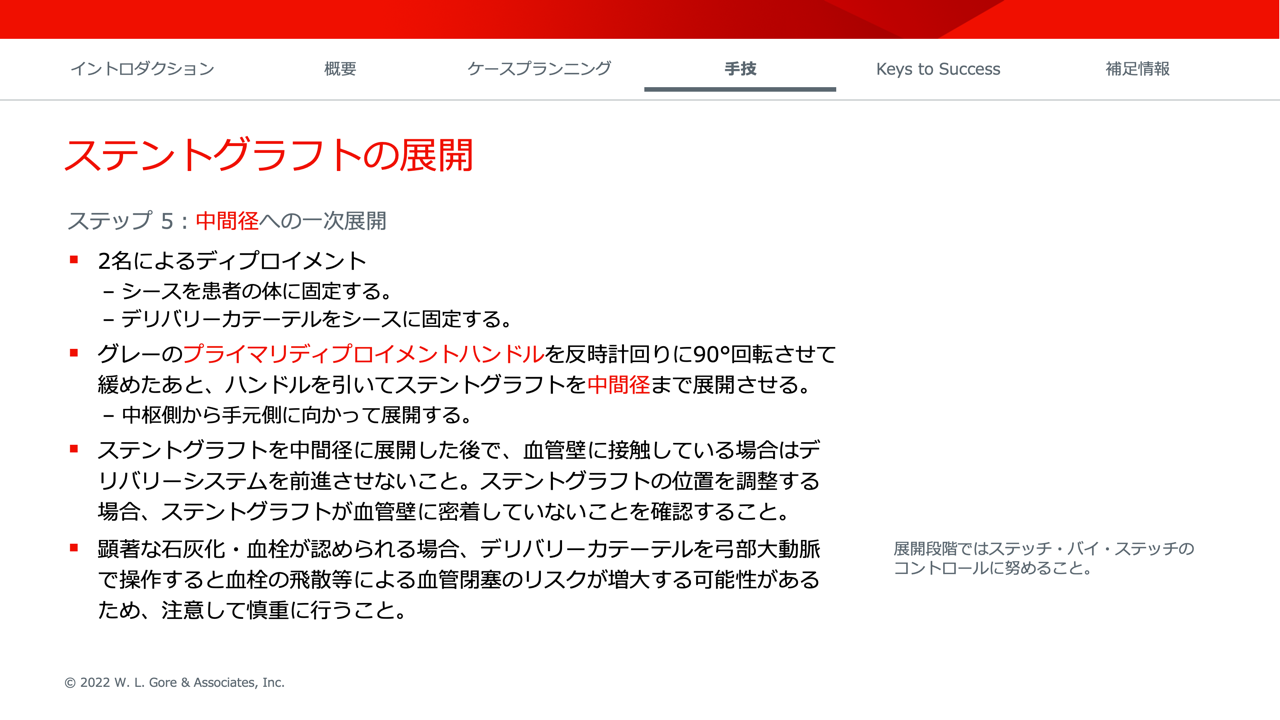 イントロダクション
概要
ケースプランニング
手技
Keys to Success
補足情報
ステントグラフトの展開
ステップ 5 : 中間径への一次展開
▪ 2名によるディプロイメント
– シースを患者の体に固定する。
– デリバリーカテーテルをシースに固定する。
▪ グレーのプライマリディプロイメントハンドルを反時計回りに90°回転させて
緩めたあと、ハンドルを引いてステントグラフトを中間径まで展開させる。
– 中枢側から手元側に向かって展開する。
▪ ステントグラフトを中間径に展開した後で、血管壁に接触している場合はデ
リバリーシステムを前進させないこと。ステントグラフトの位置を調整する
場合、ステントグラフトが血管壁に密着していないことを確認すること。
▪ 顕著な石灰化・血栓が認められる場合、デリバリーカテーテルを弓部大動脈
で操作すると血栓の飛散等による血管閉塞のリスクが増大する可能性がある
ため、注意して慎重に行うこと。
展開段階ではステッチ・バイ・ステッチの
コントロールに努めること。
© 2022 W. L. Gore & Associates, Inc.